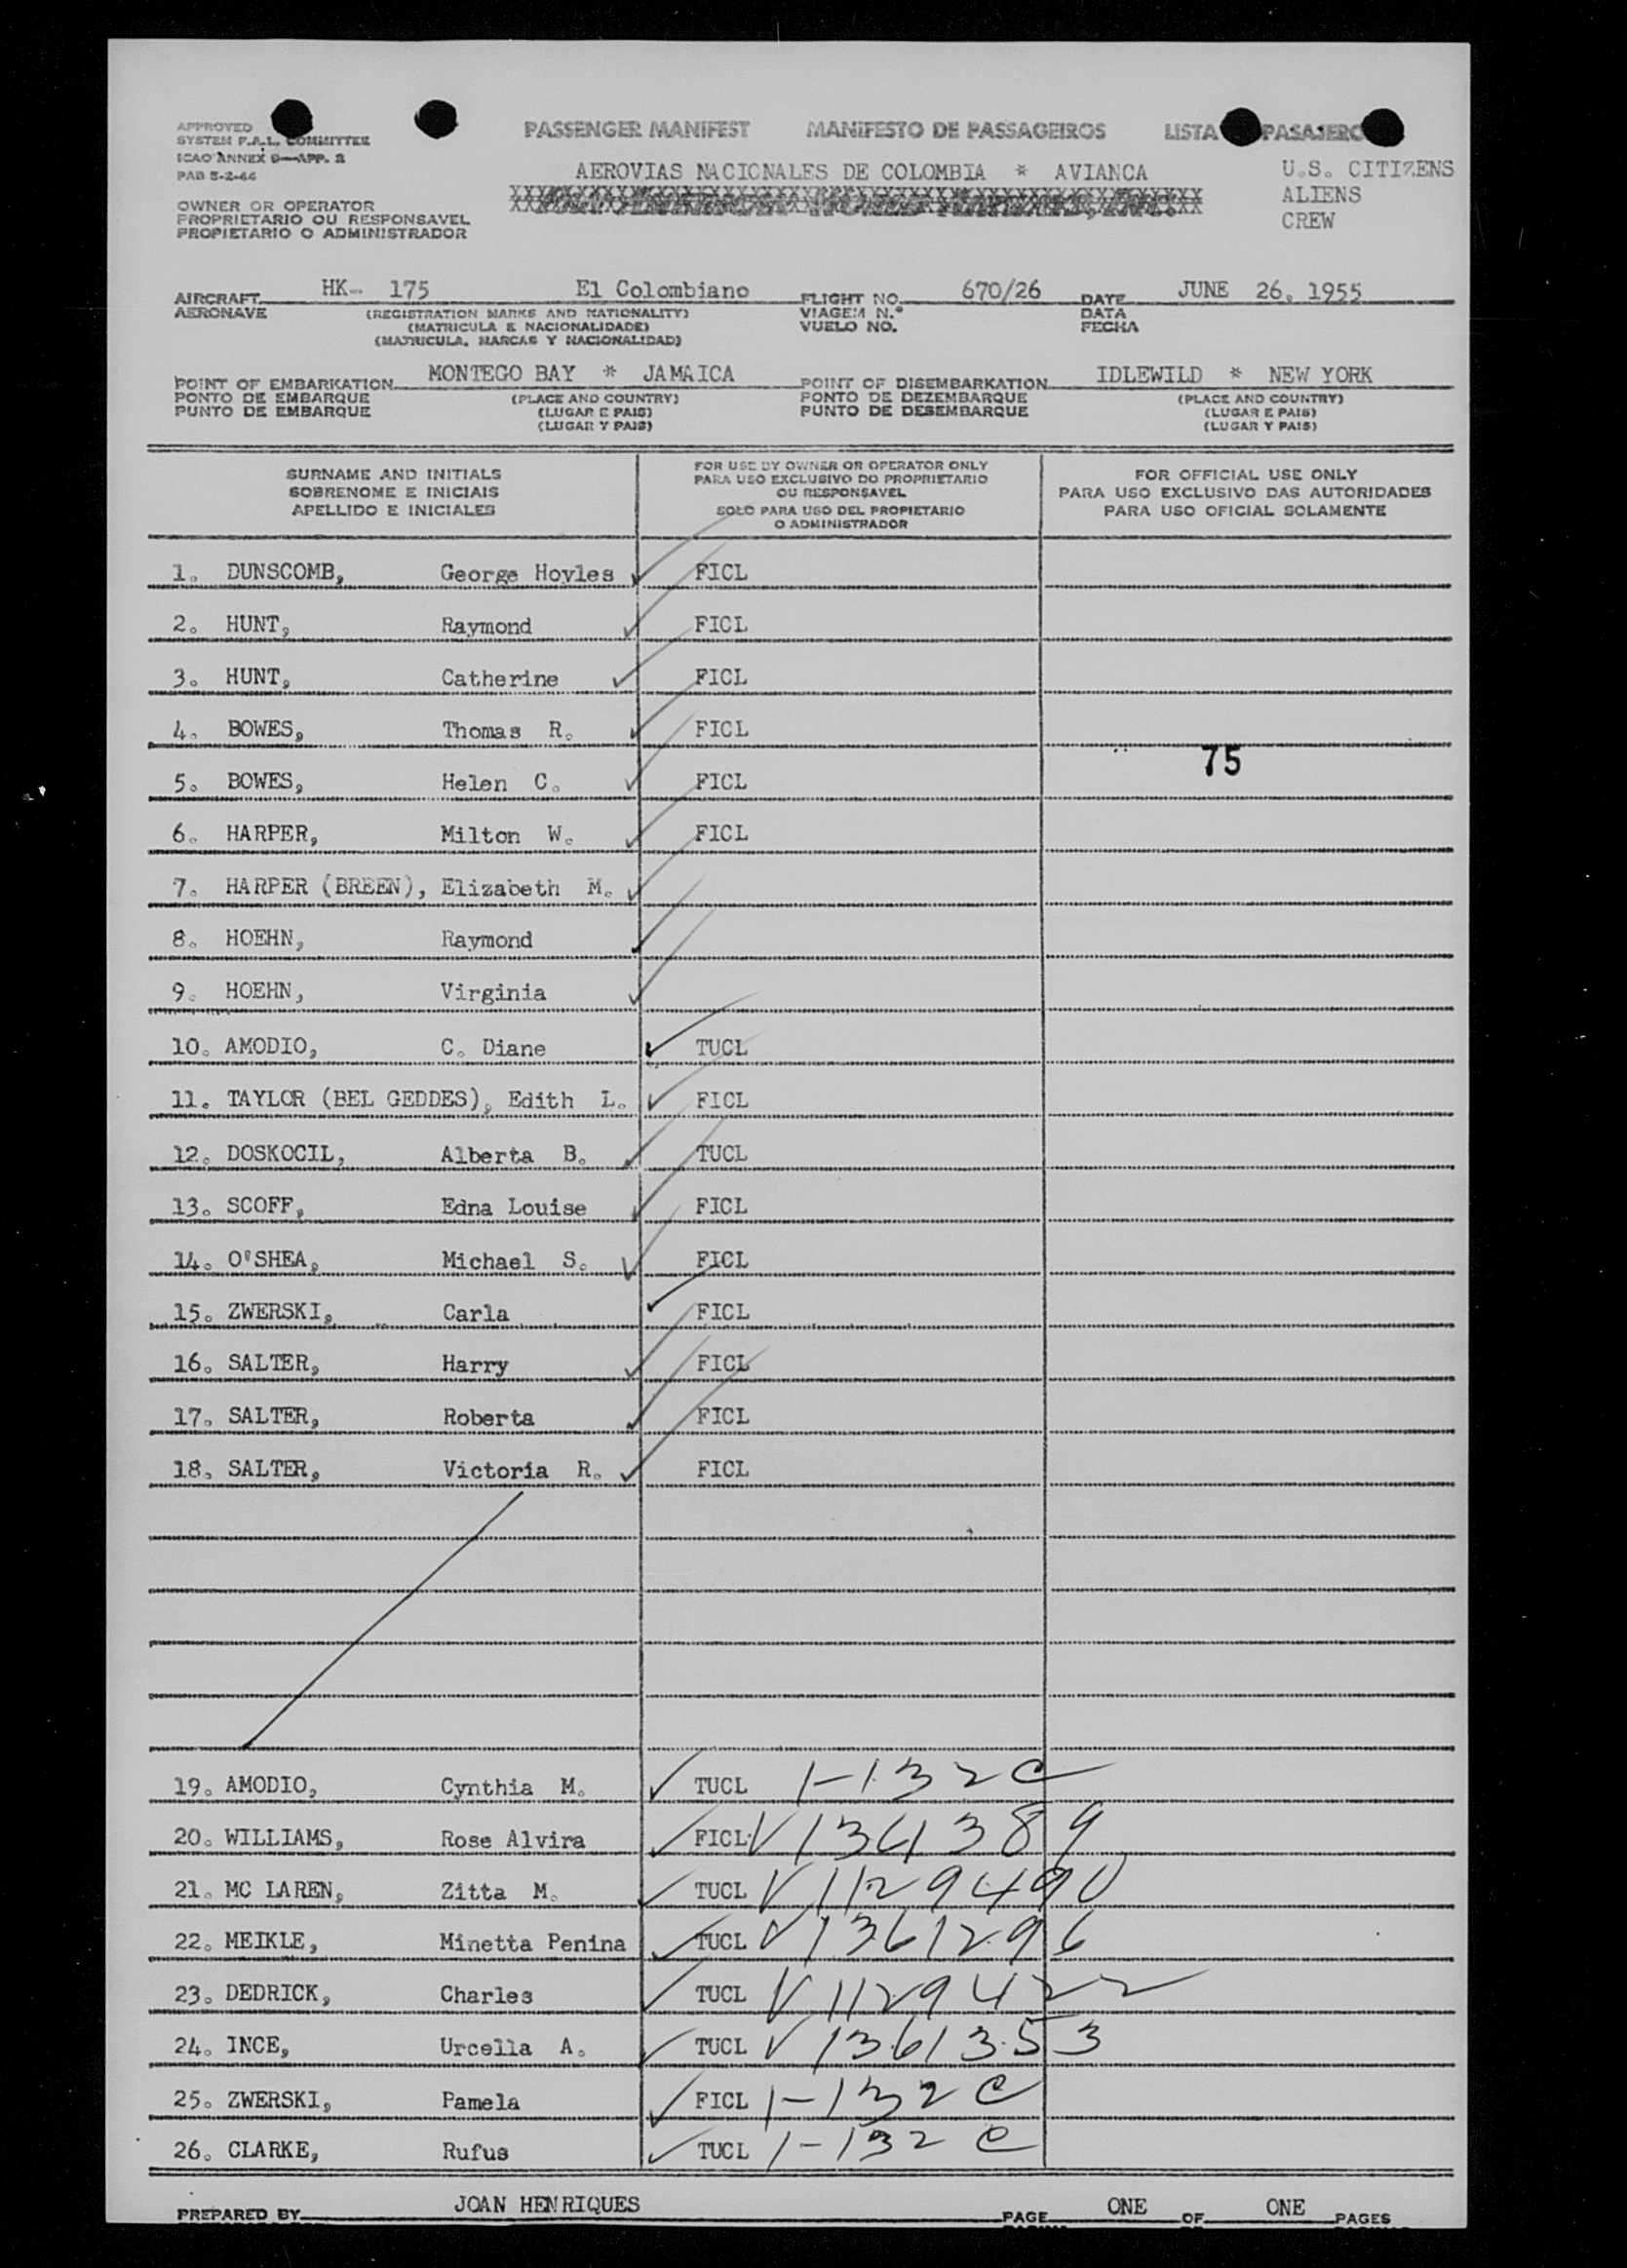 APPROVED
SYSTEM F.A.L. COMMITTEE
ICAO ANNEX 9—APP. 2
PAB 5-2-46
PASSENGER MANIFEST MANIFESTO DE PASSAGEIROS LISTA PASAJERO
AEROVIAS NACIONALES DE COLOMBIA * AVIANCA
U.S. CITIZENS
ALIENS
CREW
OWNER OR OPERATOR
PROPRIETARIO OU RESPONSAVEL
PROPIETARIO O ADMINISTRADOR
AIRCRAFT HK- 175 El Colombiano FLIGHT NO. 670/26 DATE JUNE 26, 1955
AERONAVE (REGISTRATION MARKS AND NATIONALITY) VIAGEM N.º DATA
(MATRICULA E NACIONALIDADE) VUELO NO. FECHA
(MATRICULA, MARCAS Y NACIONALIDAD)
POINT OF EMBARKATION MONTEGO BAY * JAMAICA POINT OF DISEMBARKATION IDLEWILD * NEW YORK
PONTO DE EMBARQUE (PLACE AND COUNTRY) PONTO DE DEZEMBARQUE (PLACE AND COUNTRY)
PUNTO DE EMBARQUE (LUGAR E PAIS) PUNTO DE DESEMBARQUE (LUGAR E PAIS)
(LUGAR Y PAIS) (LUGAR Y PAIS)
SURNAME AND INITIALS
SOBRENOME E INICIAIS
APELLIDO E INICIALES
FOR USE BY OWNER OR OPERATOR ONLY
PARA USO EXCLUSIVO DO PROPRIETARIO
OU RESPONSAVEL
SOLO PARA USO DEL PROPIETARIO
O ADMINISTRADOR
FOR OFFICIAL USE ONLY
PARA USO EXCLUSIVO DAS AUTORIDADES
PARA USO OFICIAL SOLAMENTE
1. DUNSCOMB, George Hoyles FICL
2. HUNT, Raymond FICL
3. HUNT, Catherine FICL
4. BOWES, Thomas R. FICL
75
5. BOWES, Helen C. FICL
6. HARPER, Milton W. FICL
7. HARPER (BREEN), Elizabeth M.
8. HOEHN, Raymond
9. HOEHN, Virginia
10. AMODIO, C. Diane TUCL
11. TAYLOR (BEL GEDDES), Edith L. FICL
12. DOSKOCIL, Alberta B. TUCL
13. SCOFF, Edna Louise FICL
14. O'SHEA, Michael S. FICL
15. ZWERSKI, Carla FICL
16. SALTER, Harry FICL
17. SALTER, Roberta FICL
18. SALTER, Victoria R. FICL
19. AMODIO, Cynthia M. TUCL 1-132 C
20. WILLIAMS, Rose Alvira FICL V 1361389
21. MC LAREN, Zitta M. TUCL V 1129490
22. MEIKLE, Minetta Penina TUCL V 1361296
23. DEDRICK, Charles TUCL V 1129422
24. INCE, Urcella A. TUCL V 1361353
25. ZWERSKI, Pamela FICL 1-132 C
26. CLARKE, Rufus TUCL 1-132 C
PREPARED BY JOAN HENRIQUES PAGE ONE OF ONE PAGES